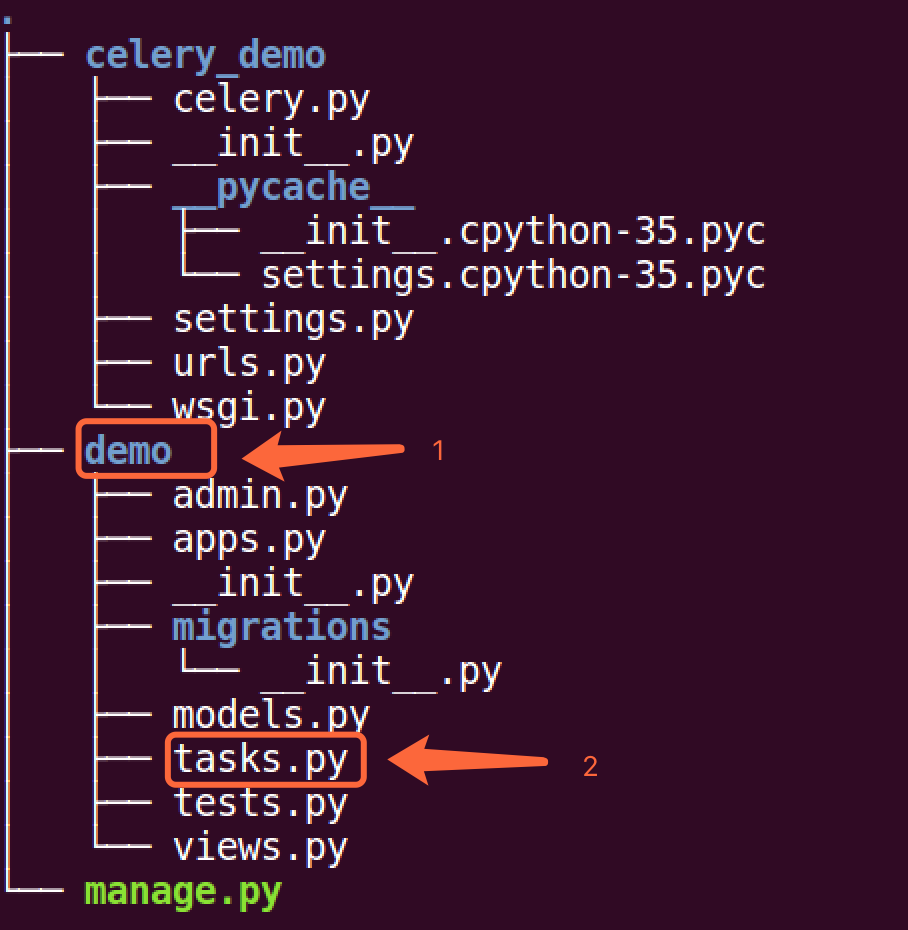 .
├── celery_demo
│   ├── celery.py
│   ├── __init__.py
│   ├── __pycache__
│   │   ├── __init__.cpython-35.pyc
│   │   └── settings.cpython-35.pyc
│   ├── settings.py
│   ├── urls.py
│   └── wsgi.py
├── demo 1
│   ├── admin.py
│   ├── apps.py
│   ├── __init__.py
│   ├── migrations
│   │   └── __init__.py
│   ├── models.py
│   ├── tasks.py 2
│   ├── tests.py
│   └── views.py
└── manage.py